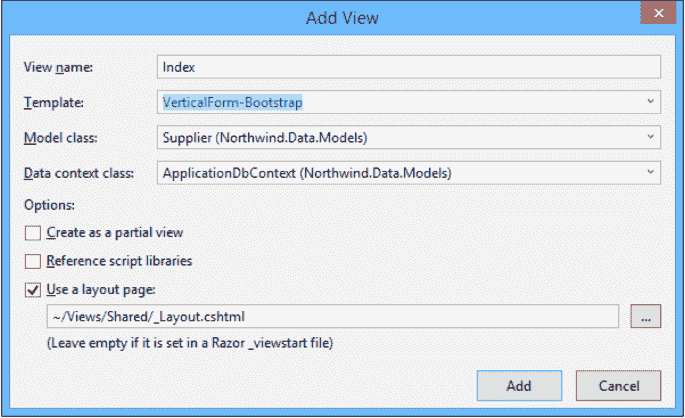 Add View
x
View name: Index
Template: VerticalForm-Bootstrap
Model class: Supplier (Northwind.Data.Models)
Data context class: ApplicationDbContext (Northwind.Data.Models)
Options:
Create as a partial view
Reference script libraries
Use a layout page:
~/Views/Shared/_Layout.cshtml ...
(Leave empty if it is set in a Razor _viewstart file)
Add Cancel